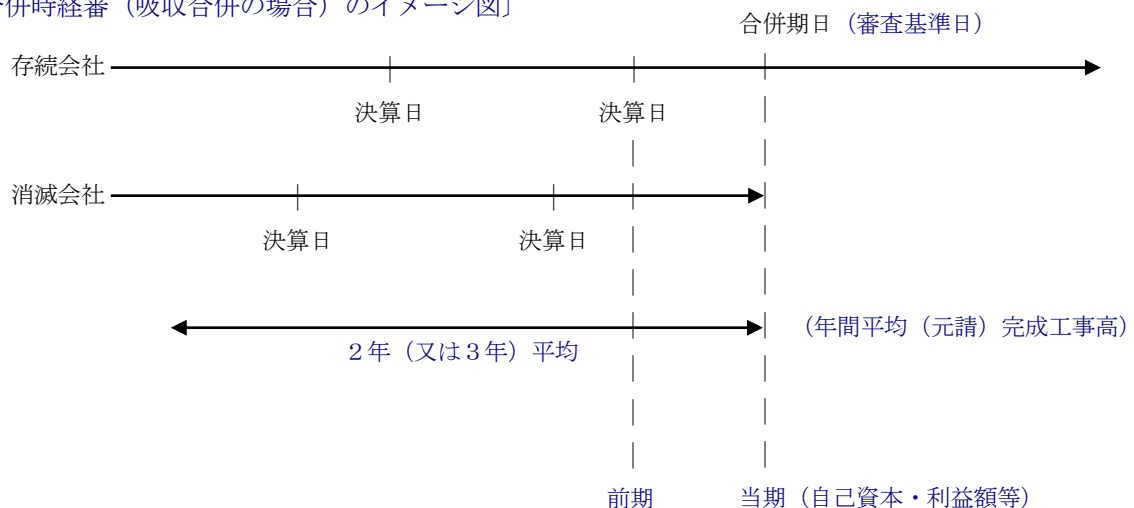 併時経審（吸収合併の場合）のイメージ図〕
合併期日（審査基準日）
存続会社
決算日 決算日
消滅会社
決算日 決算日
２年（又は３年）平均 （年間平均（元請）完成工事高）
前期 当期（自己資本・利益額等）